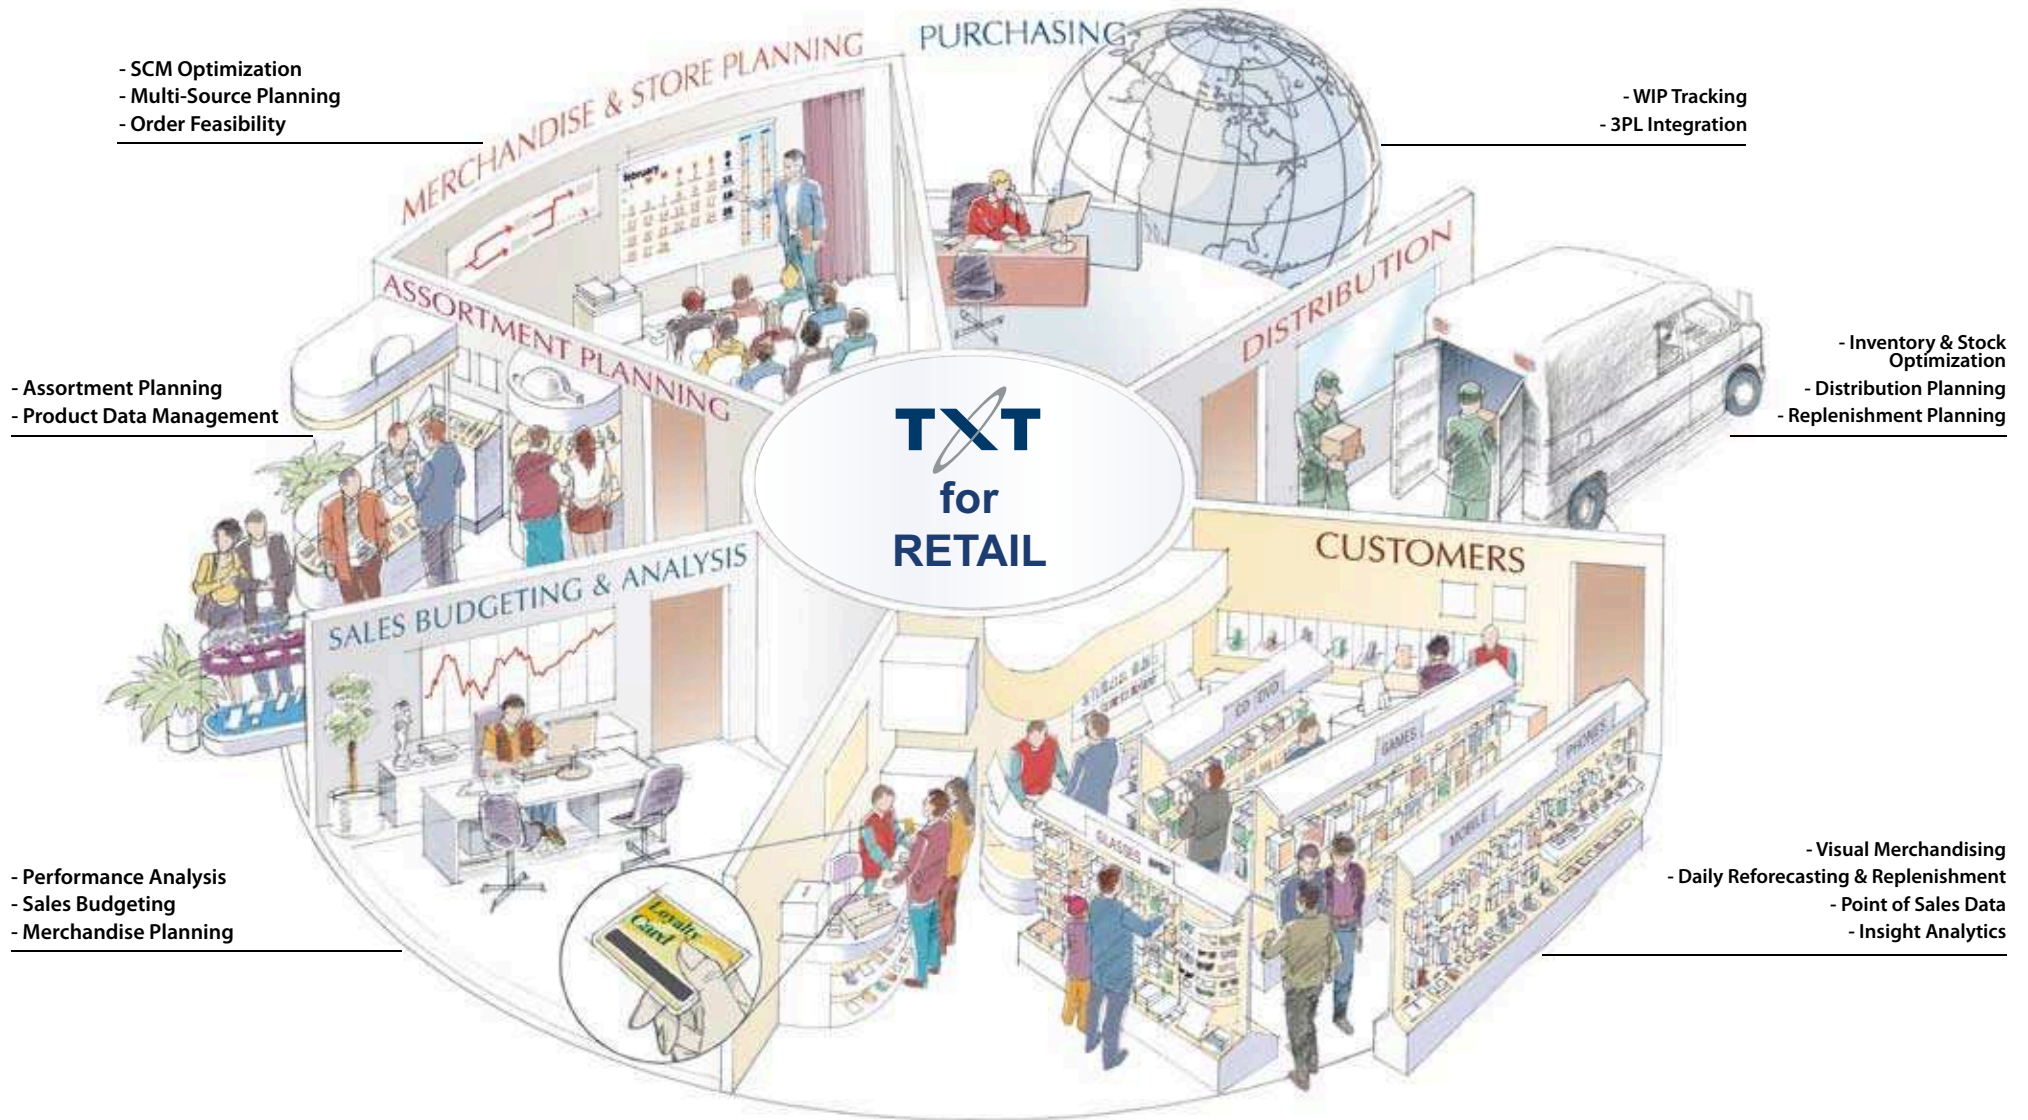 PURCHASING
MERCHANDISE & STORE PLANNING
- SCM Optimization
- Multi-Source Planning
- Order Feasibility
- WIP Tracking
- 3PL Integration
february
DISTRIBUTION
ASSORTMENT PLANNING
- Inventory & Stock
Optimization
- Distribution Planning
- Replenishment Planning
- Assortment Planning
- Product Data Management
TXT
for
RETAIL
CUSTOMERS
SALES BUDGETING & ANALYSIS
CD DVD
GAMES
PHONES
MOBILE
GLASSES
- Performance Analysis
- Sales Budgeting
- Merchandise Planning
Loyalty
Card
- Visual Merchandising
- Daily Reforecasting & Replenishment
- Point of Sales Data
- Insight Analytics